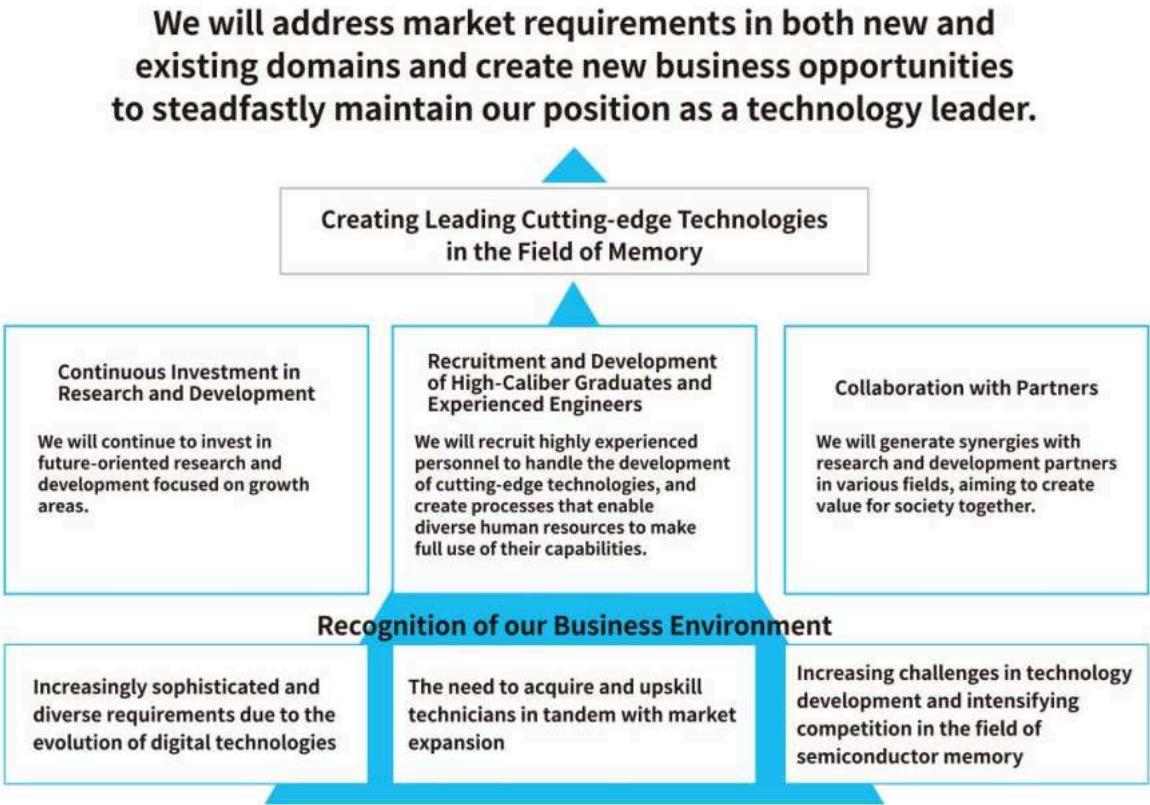 We will address market requirements in both new and
existing domains and create new business opportunities
to steadfastly maintain our position as a technology leader.
Creating Leading Cutting-edge Technologies
in the Field of Memory
Continuous Investment in
Research and Development
We will continue to invest in
future-oriented research and
development focused on growth
areas.
Recruitment and Development
of High-Caliber Graduates and
Experienced Engineers
We will recruit highly experienced
personnel to handle the development
of cutting-edge technologies, and
create processes that enable
diverse human resources to make
full use of their capabilities.
Collaboration with Partners
We will generate synergies with
research and development partners
in various fields, aiming to create
value for society together.
Recognition of our Business Environment
Increasingly sophisticated and
diverse requirements due to the
evolution of digital technologies
The need to acquire and upskill
technicians in tandem with market
expansion
Increasing challenges in technology
development and intensifying
competition in the field of
semiconductor memory